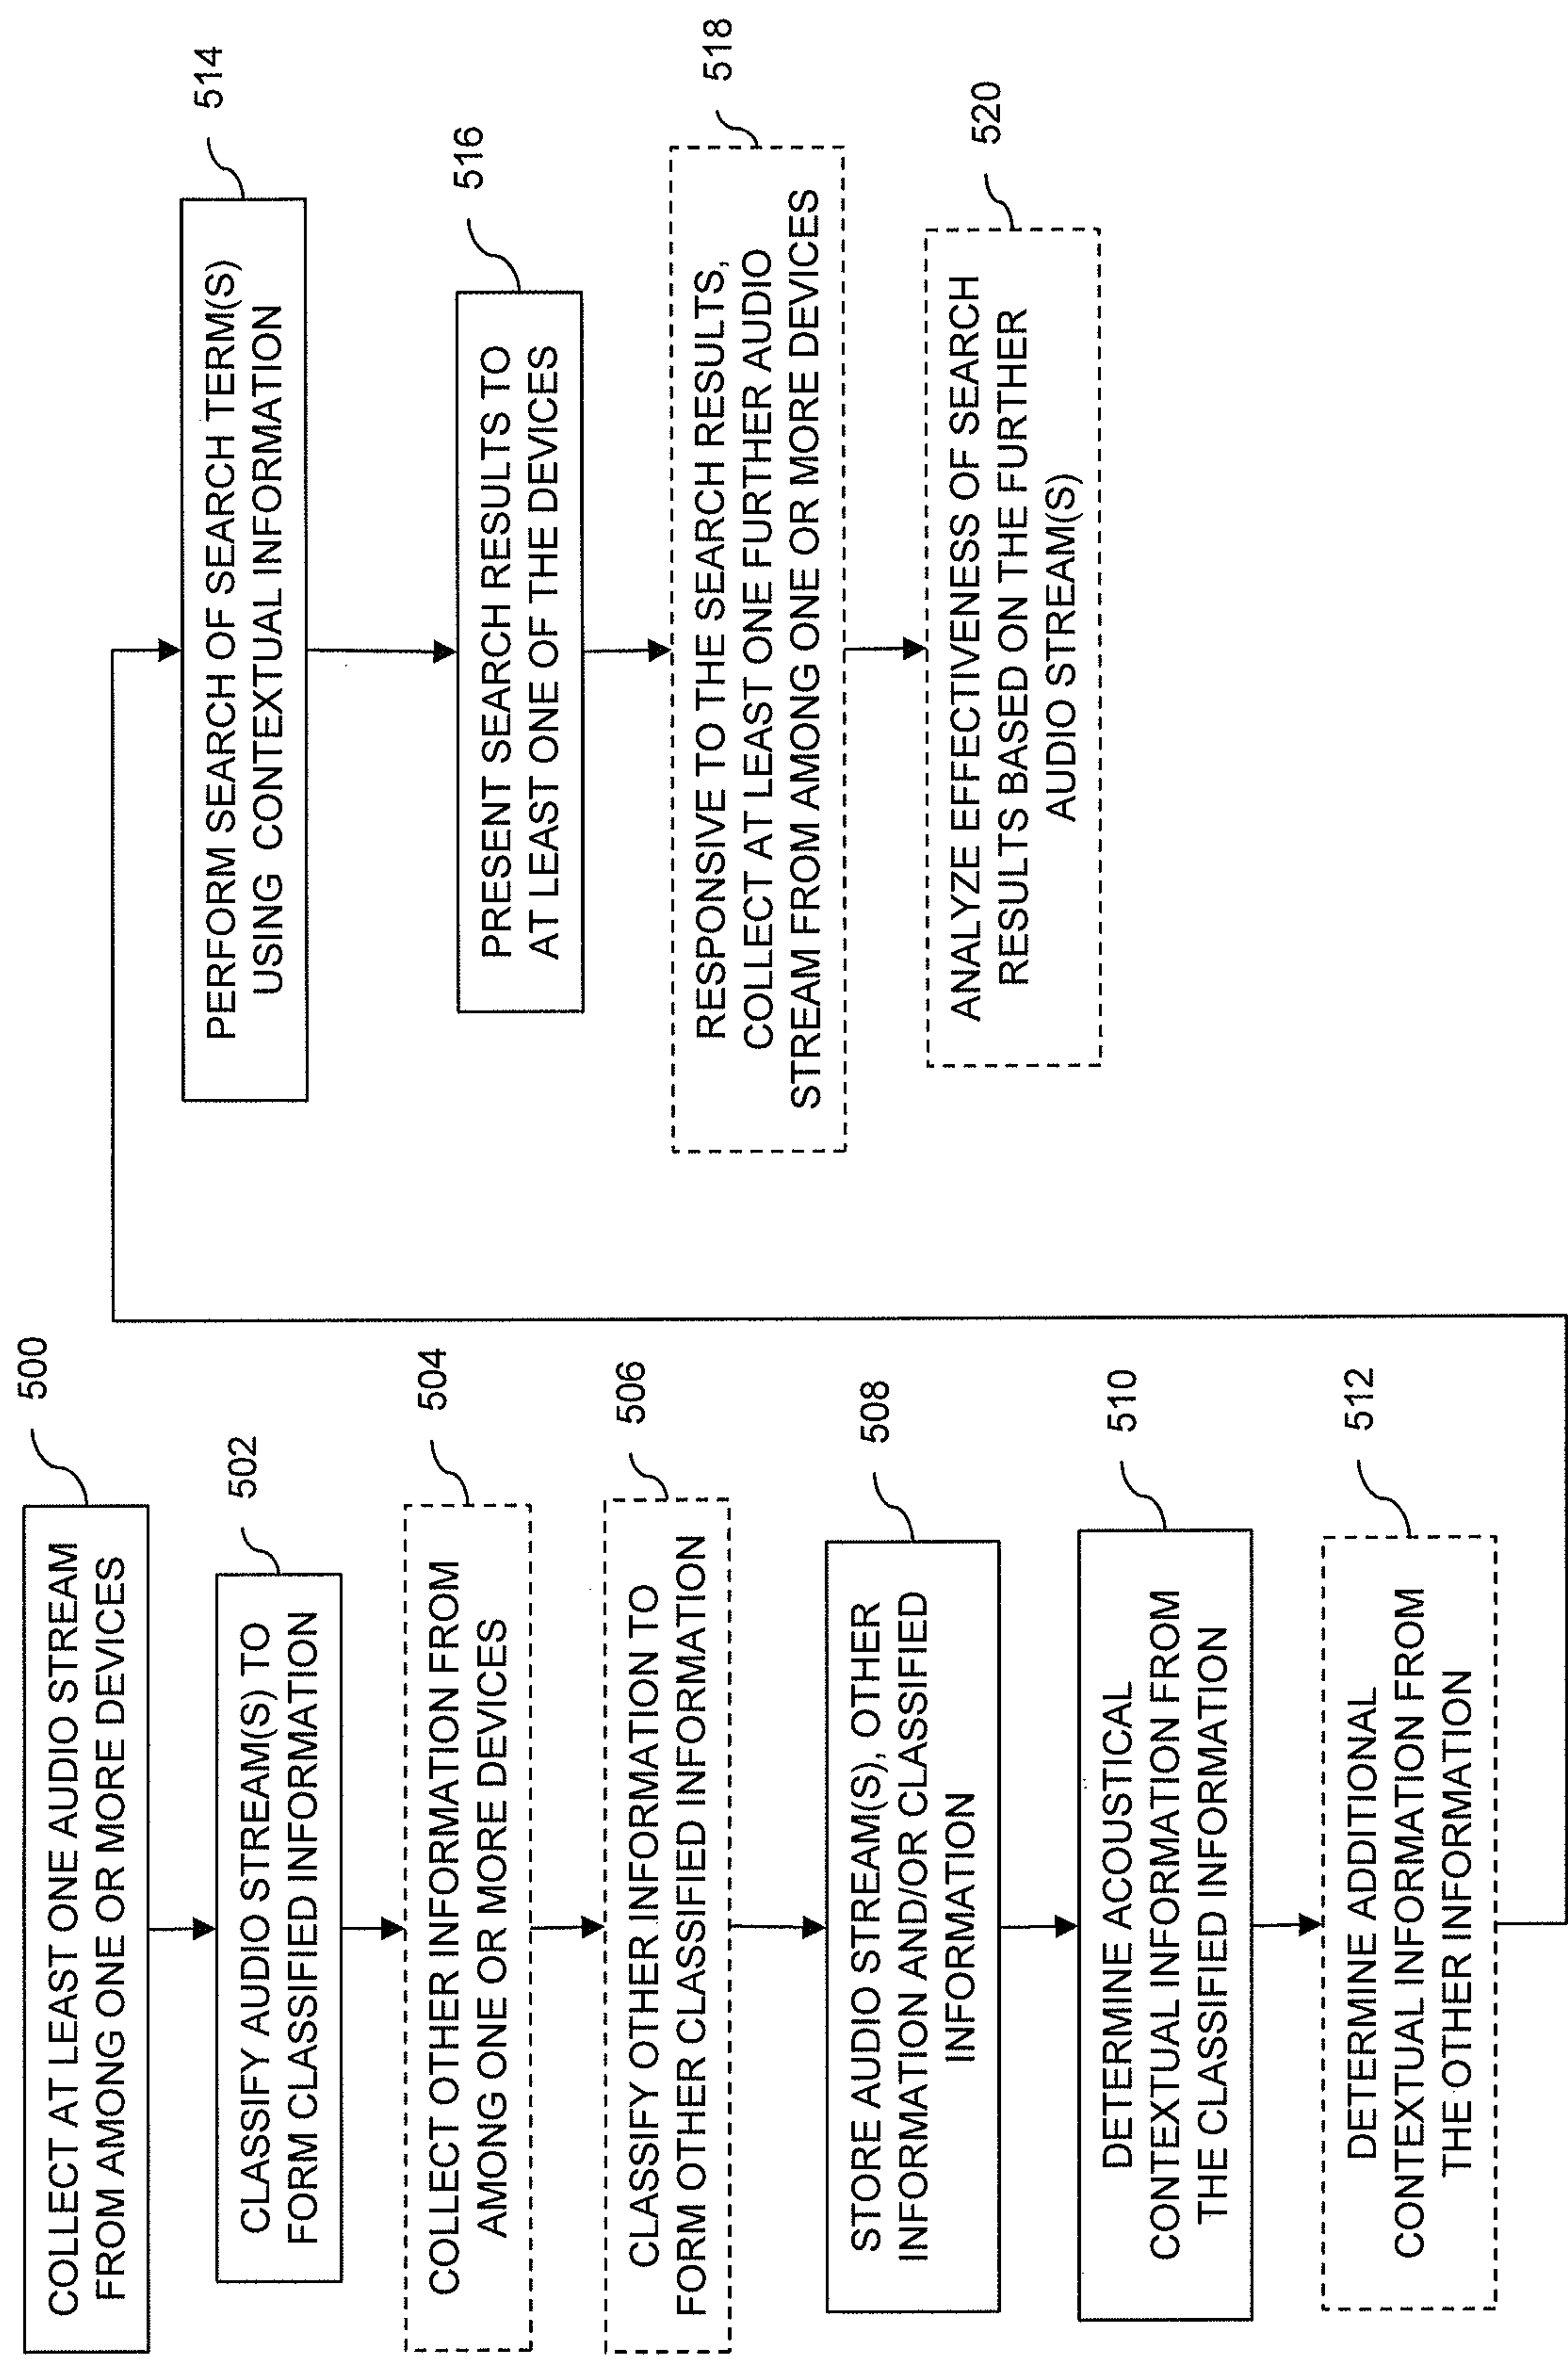 500
COLLECT AT LEAST ONE AUDIO STREAM
FROM AMONG ONE OR MORE DEVICES
502
CLASSIFY AUDIO STREAM(S) TO
FORM CLASSIFIED INFORMATION
504
COLLECT OTHER INFORMATION FROM
AMONG ONE OR MORE DEVICES
506
CLASSIFY OTHER INFORMATION TO
FORM OTHER CLASSIFIED INFORMATION
508
STORE AUDIO STREAM(S), OTHER
INFORMATION AND/OR CLASSIFIED
INFORMATION
510
DETERMINE ACOUSTICAL
CONTEXTUAL INFORMATION FROM
THE CLASSIFIED INFORMATION
512
DETERMINE ADDITIONAL
CONTEXTUAL INFORMATION FROM
THE OTHER INFORMATION
514
PERFORM SEARCH OF SEARCH TERM(S)
USING CONTEXTUAL INFORMATION
516
PRESENT SEARCH RESULTS TO
AT LEAST ONE OF THE DEVICES
518
RESPONSIVE TO THE SEARCH RESULTS,
COLLECT AT LEAST ONE FURTHER AUDIO
STREAM FROM AMONG ONE OR MORE DEVICES
520
ANALYZE EFFECTIVENESS OF SEARCH
RESULTS BASED ON THE FURTHER
AUDIO STREAM(S)